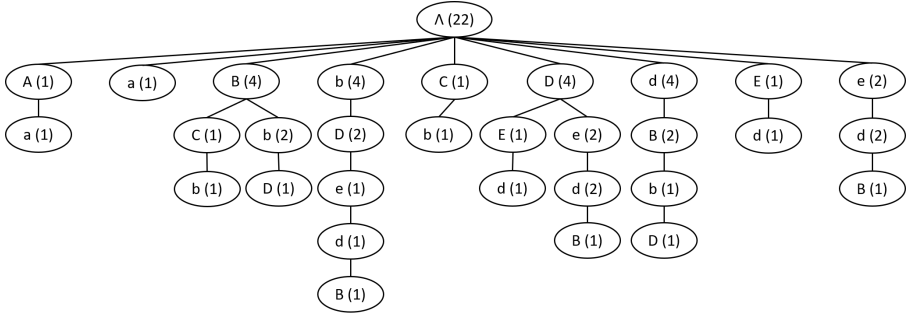 Λ (22)
A (1) a (1) B (4) b (4) C (1) D (4) d (4) E (1) e (2)
a (1) C (1) b (2) D (2) b (1) E (1) e (2) B (2) d (1) d (2)
b (1) D (1) e (1) d (1) d (2) b (1) B (1)
d (1) B (1) D (1)
B (1)